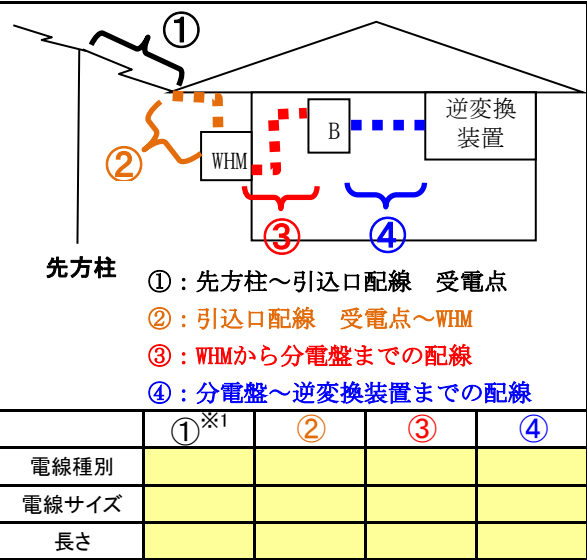 ①
逆変換
装置
B
②
WHM
③
④
先方柱
①：先方柱～引込口配線　受電点
②：引込口配線　受電点～WHM
③：WHMから分電盤までの配線
④：分電盤～逆変換装置までの配線
①※1 ② ③ ④
電線種別
電線サイズ
長さ